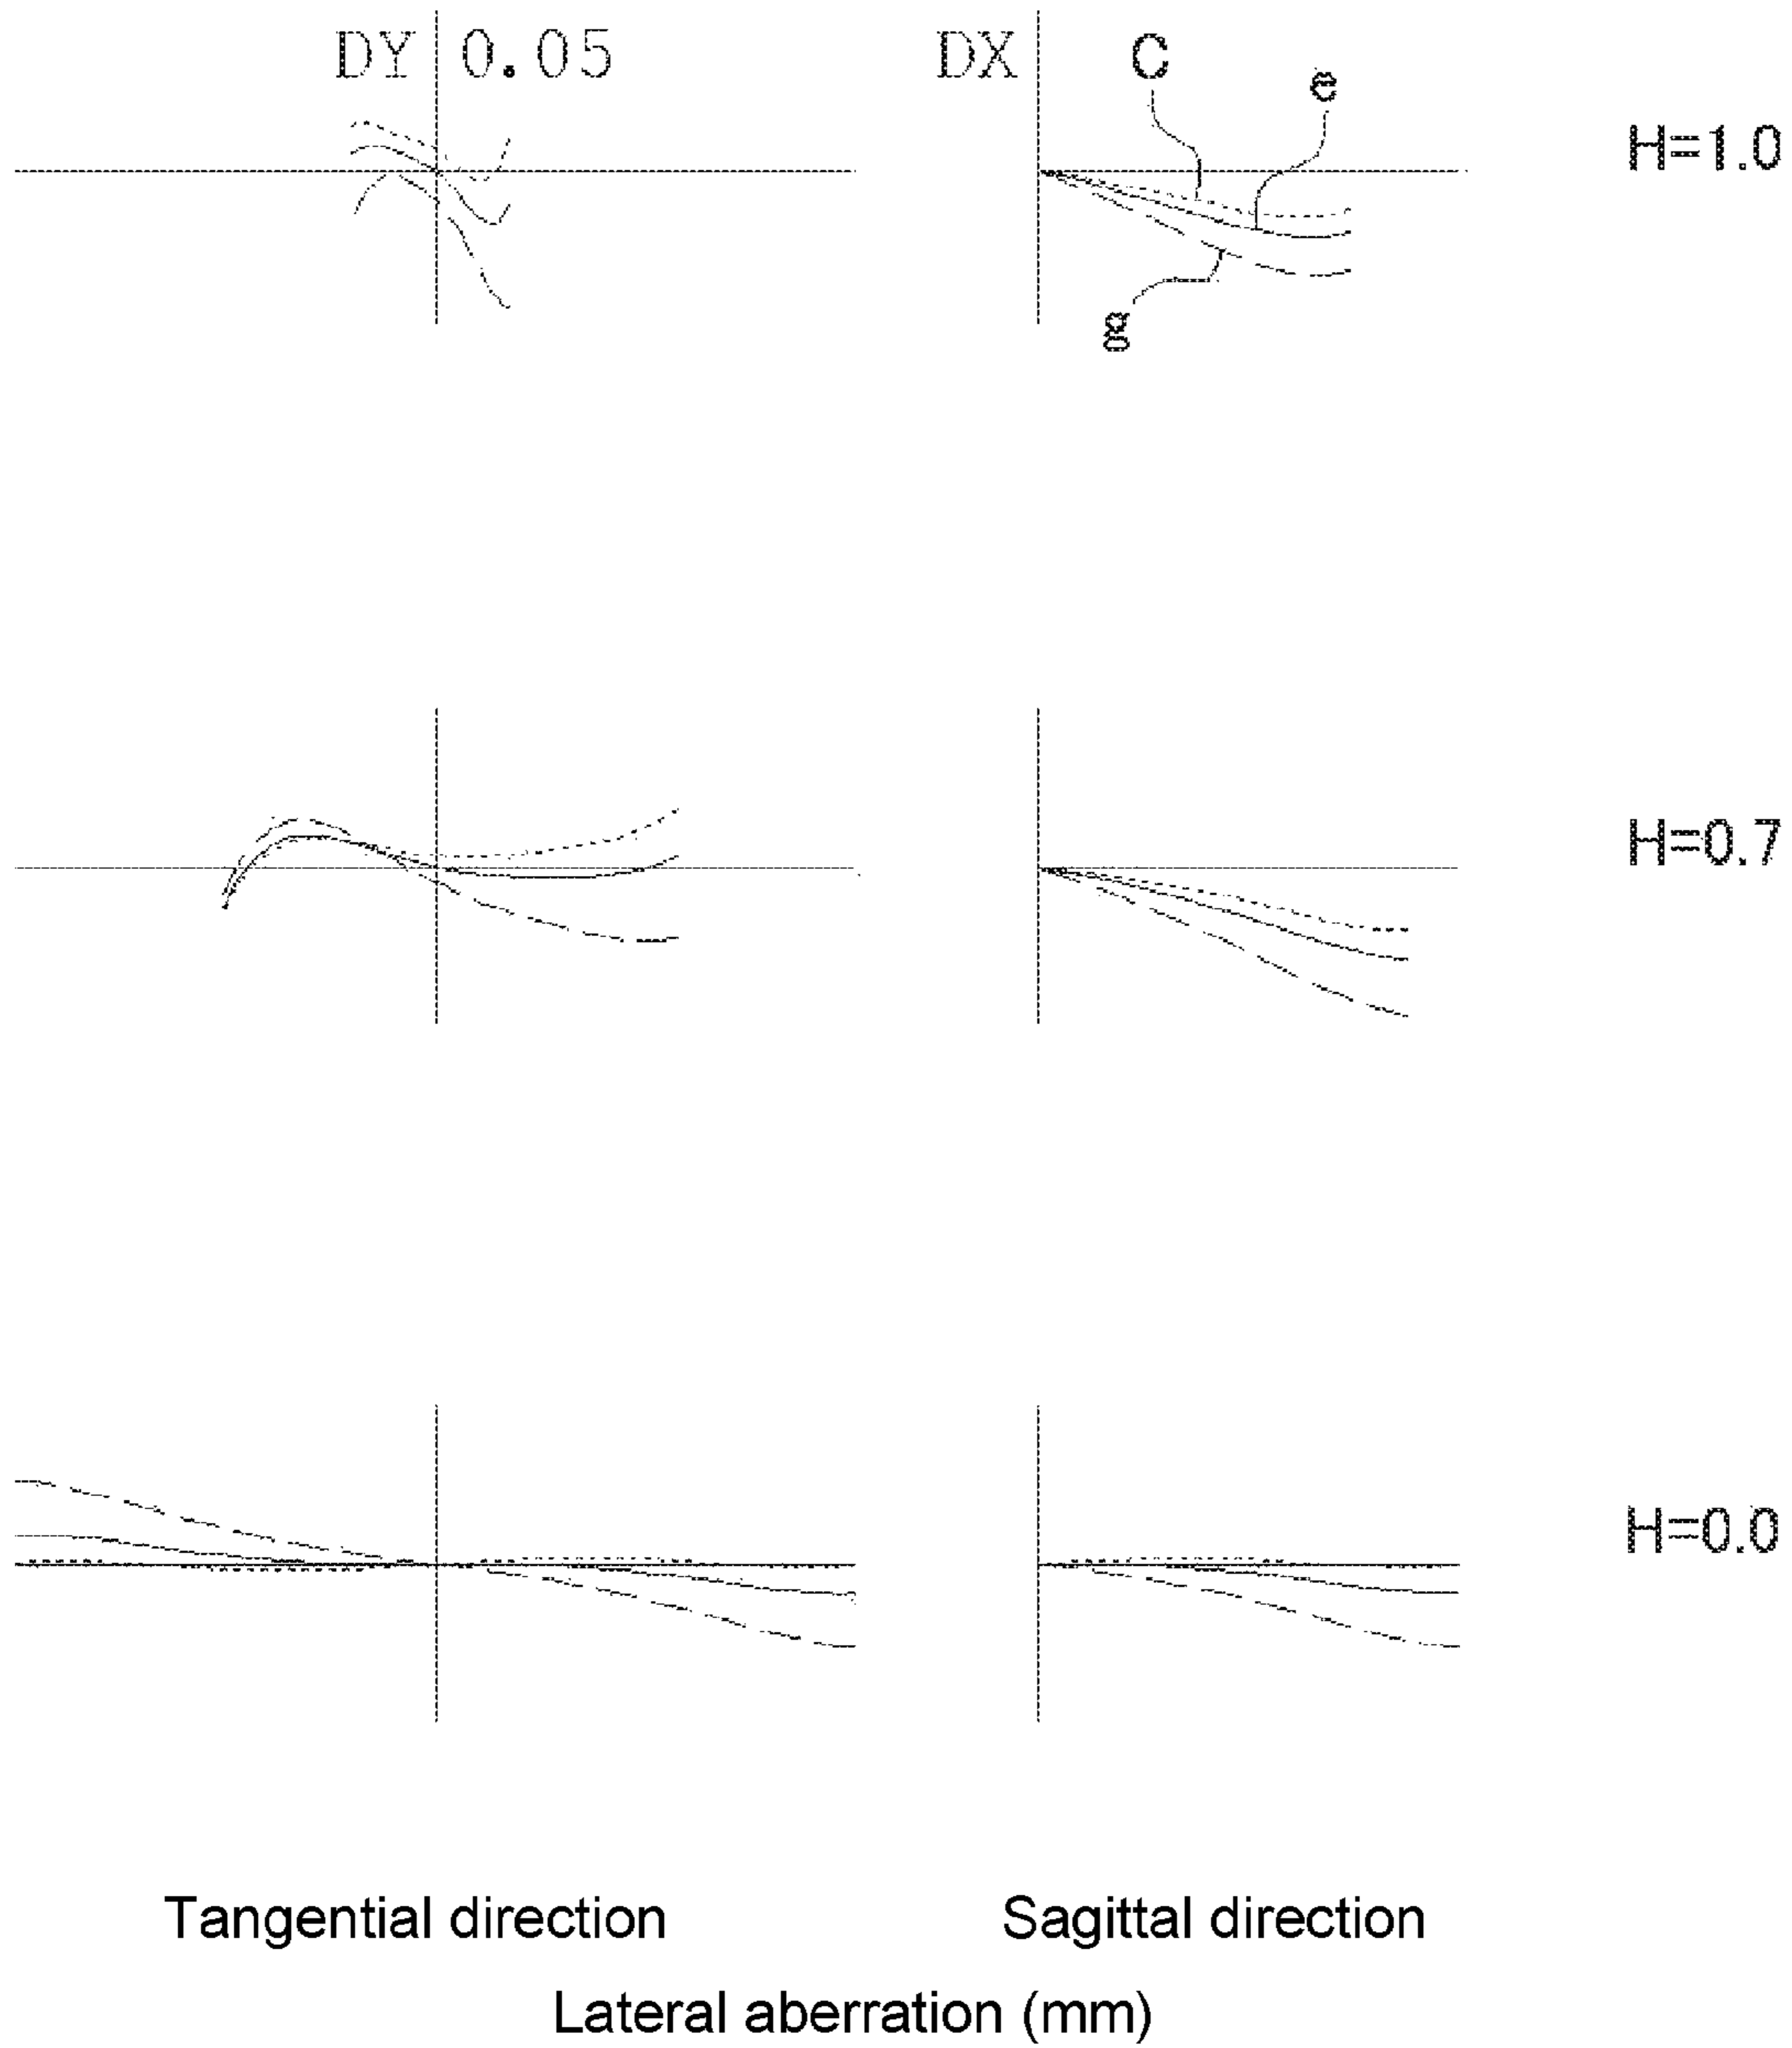 DY 0.05
DX
C
e
H=1.0
g
H=0.7
H=0.0
Tangential direction
Sagittal direction
Lateral aberration (mm)